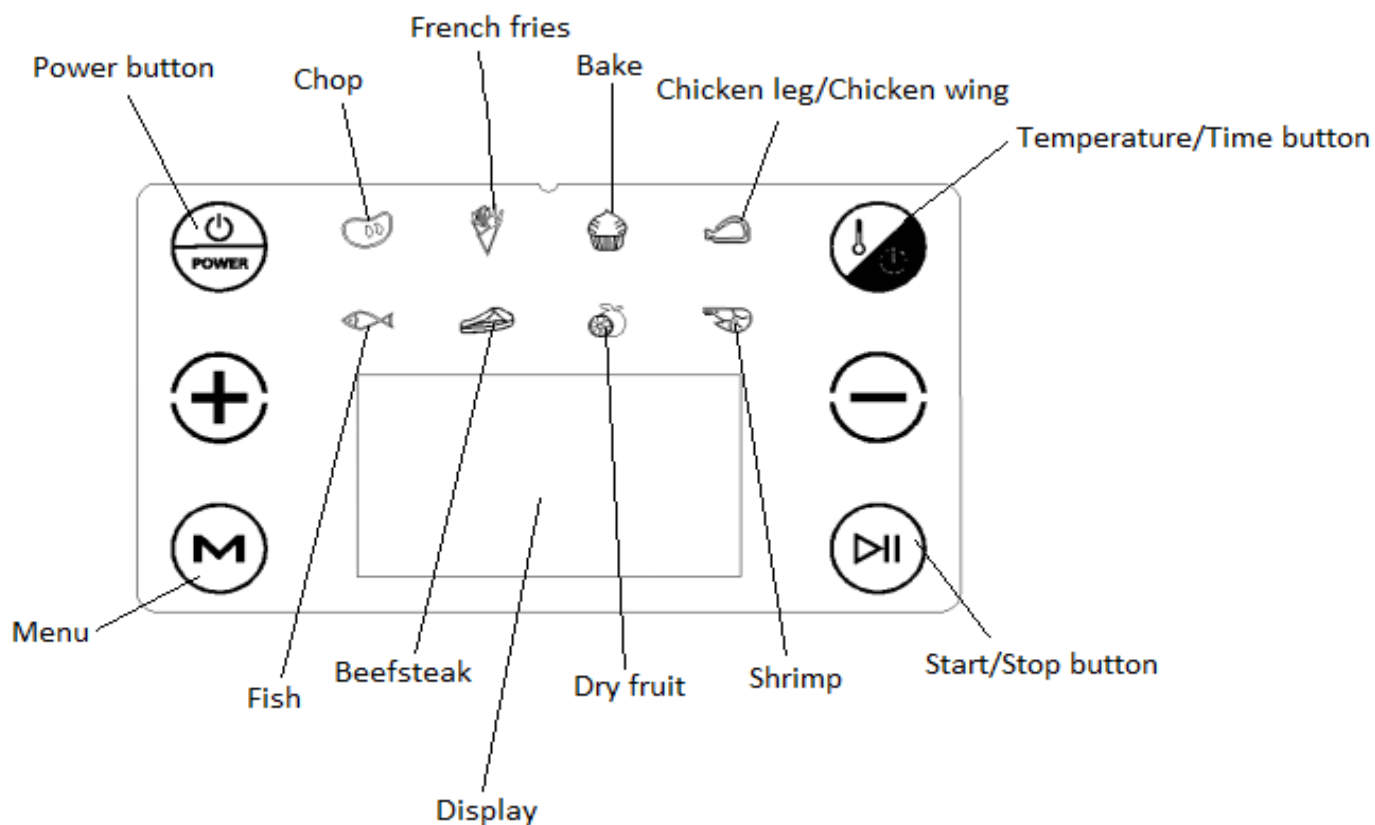 French fries
Power button
Chop
Bake
Chicken leg/Chicken wing
Temperature/Time button
POWER
M
Menu
Fish
Beefsteak
Dry fruit
Shrimp
Start/Stop button
Display